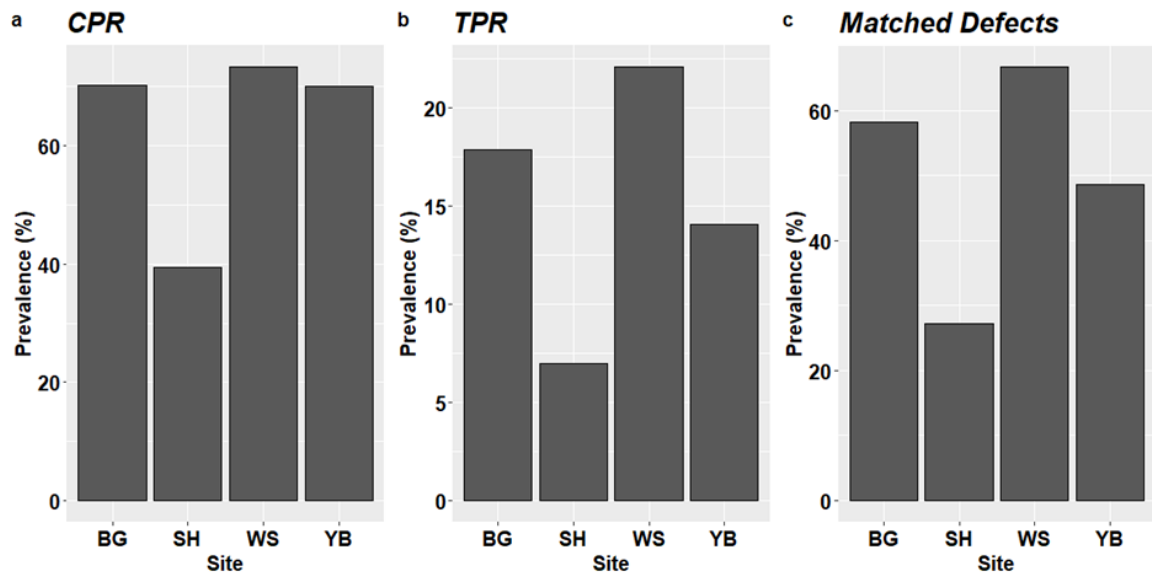 a CPR
Prevalence (%)
60
40
20
0
BG SH WS YB
Site
b TPR
Prevalence (%)
20
15
10
5
0
BG SH WS YB
Site
c Matched Defects
Prevalence (%)
60
40
20
0
BG SH WS YB
Site